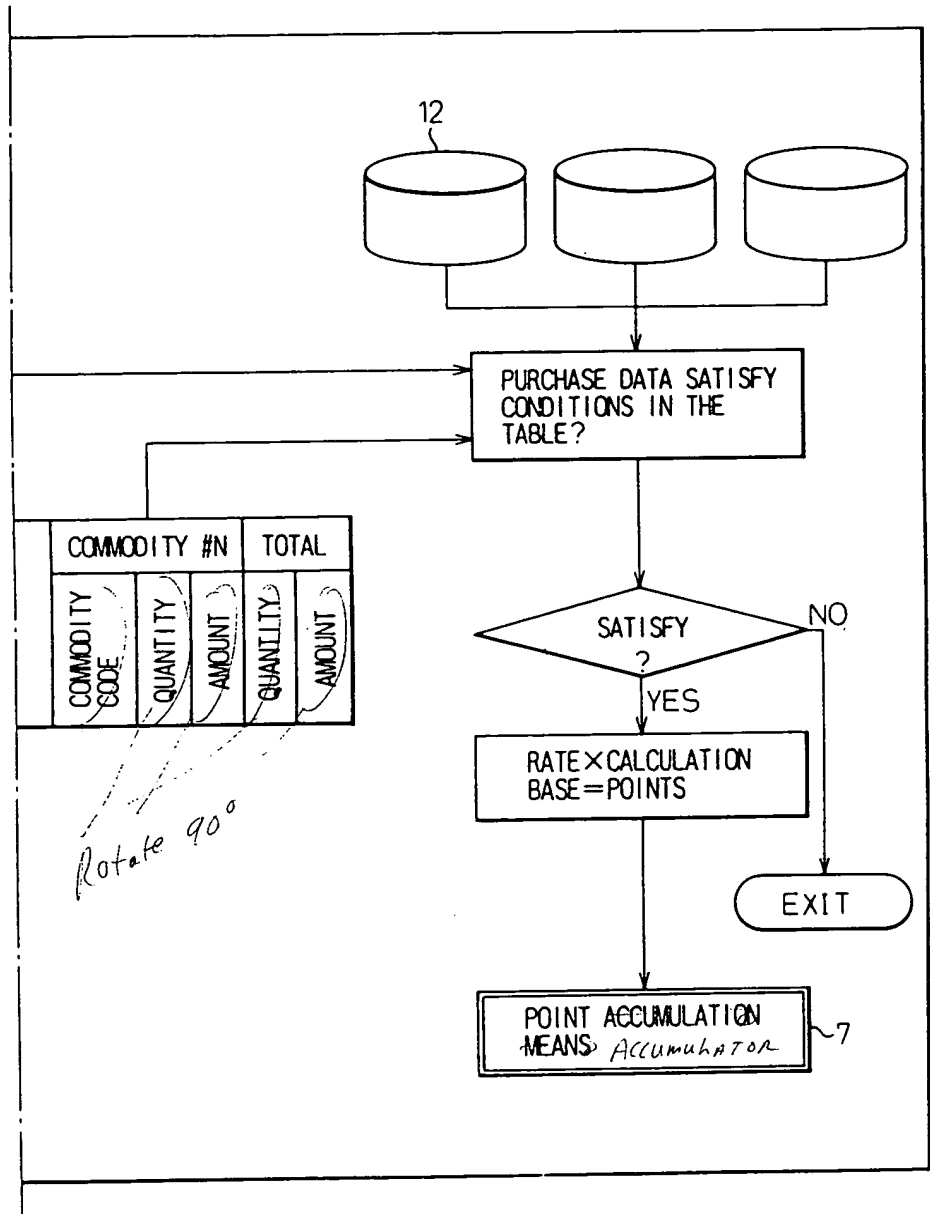 12
PURCHASE DATA SATISFY
CONDITIONS IN THE
TABLE?
COMMODITY #N
TOTAL
COMMODITY
CODE
QUANTITY
AMOUNT
QUANTITY
AMOUNT
SATISFY
?
NO
YES
RATE×CALCULATION
BASE=POINTS
Rotate 90°
EXIT
POINT ACCUMULATION
MEANS ACCUMULATOR
7